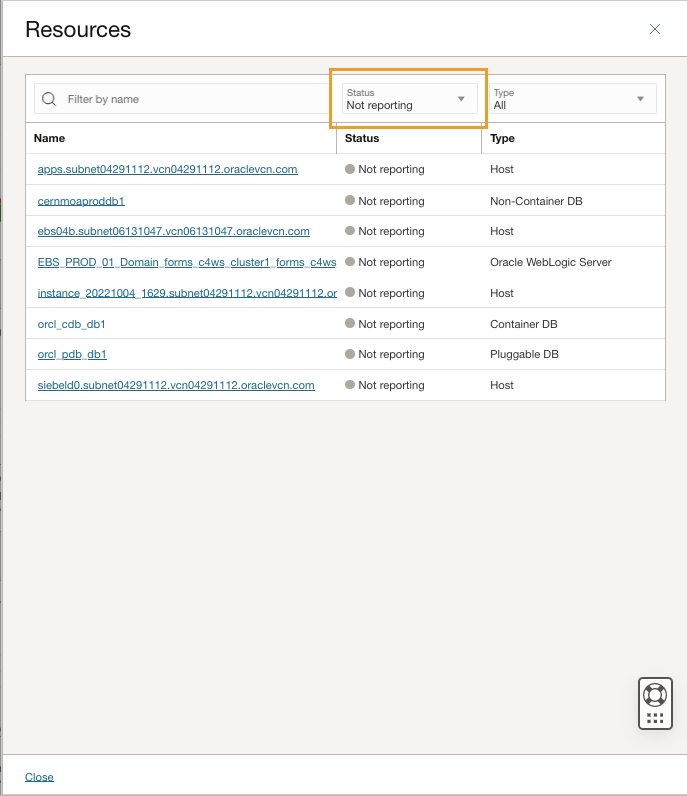 Resources
Filter by name
Status
Not reporting
Type
All
Name Status Type
apps.subnet04291112.vcn04291112.oraclevcn.com Not reporting Host
cernmoaproddb1 Not reporting Non-Container DB
ebs04b.subnet06131047.vcn06131047.oraclevcn.com Not reporting Host
EBS_PROD_01_Domain_forms_c4ws_cluster1_forms_c4ws Not reporting Oracle WebLogic Server
instance_20221004_1629.subnet04291112.vcn04291112.or Not reporting Host
orcl_cdb_db1 Not reporting Container DB
orcl_pdb_db1 Not reporting Pluggable DB
siebeld0.subnet04291112.vcn04291112.oraclevcn.com Not reporting Host
Close